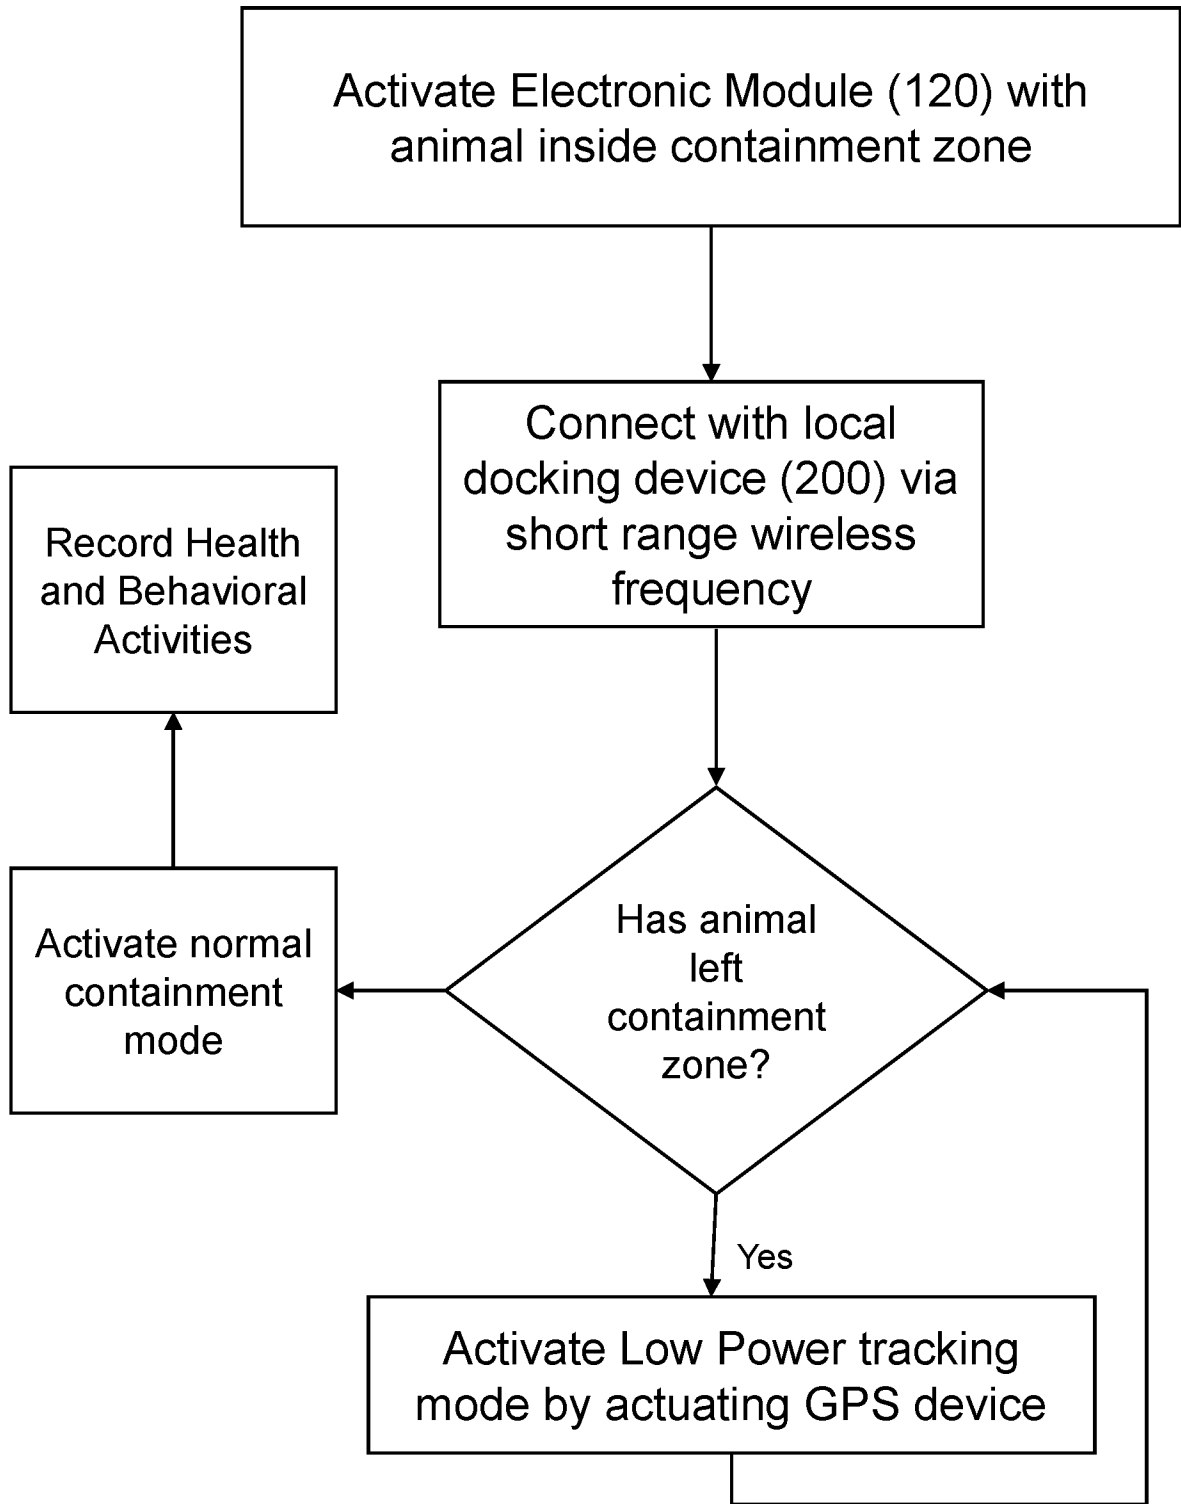 Activate Electronic Module (120) with
animal inside containment zone
Connect with local
docking device (200) via
short range wireless
frequency
Record Health
and Behavioral
Activities
Activate normal
containment
mode
Has animal
left
containment
zone?
Yes
Activate Low Power tracking
mode by actuating GPS device